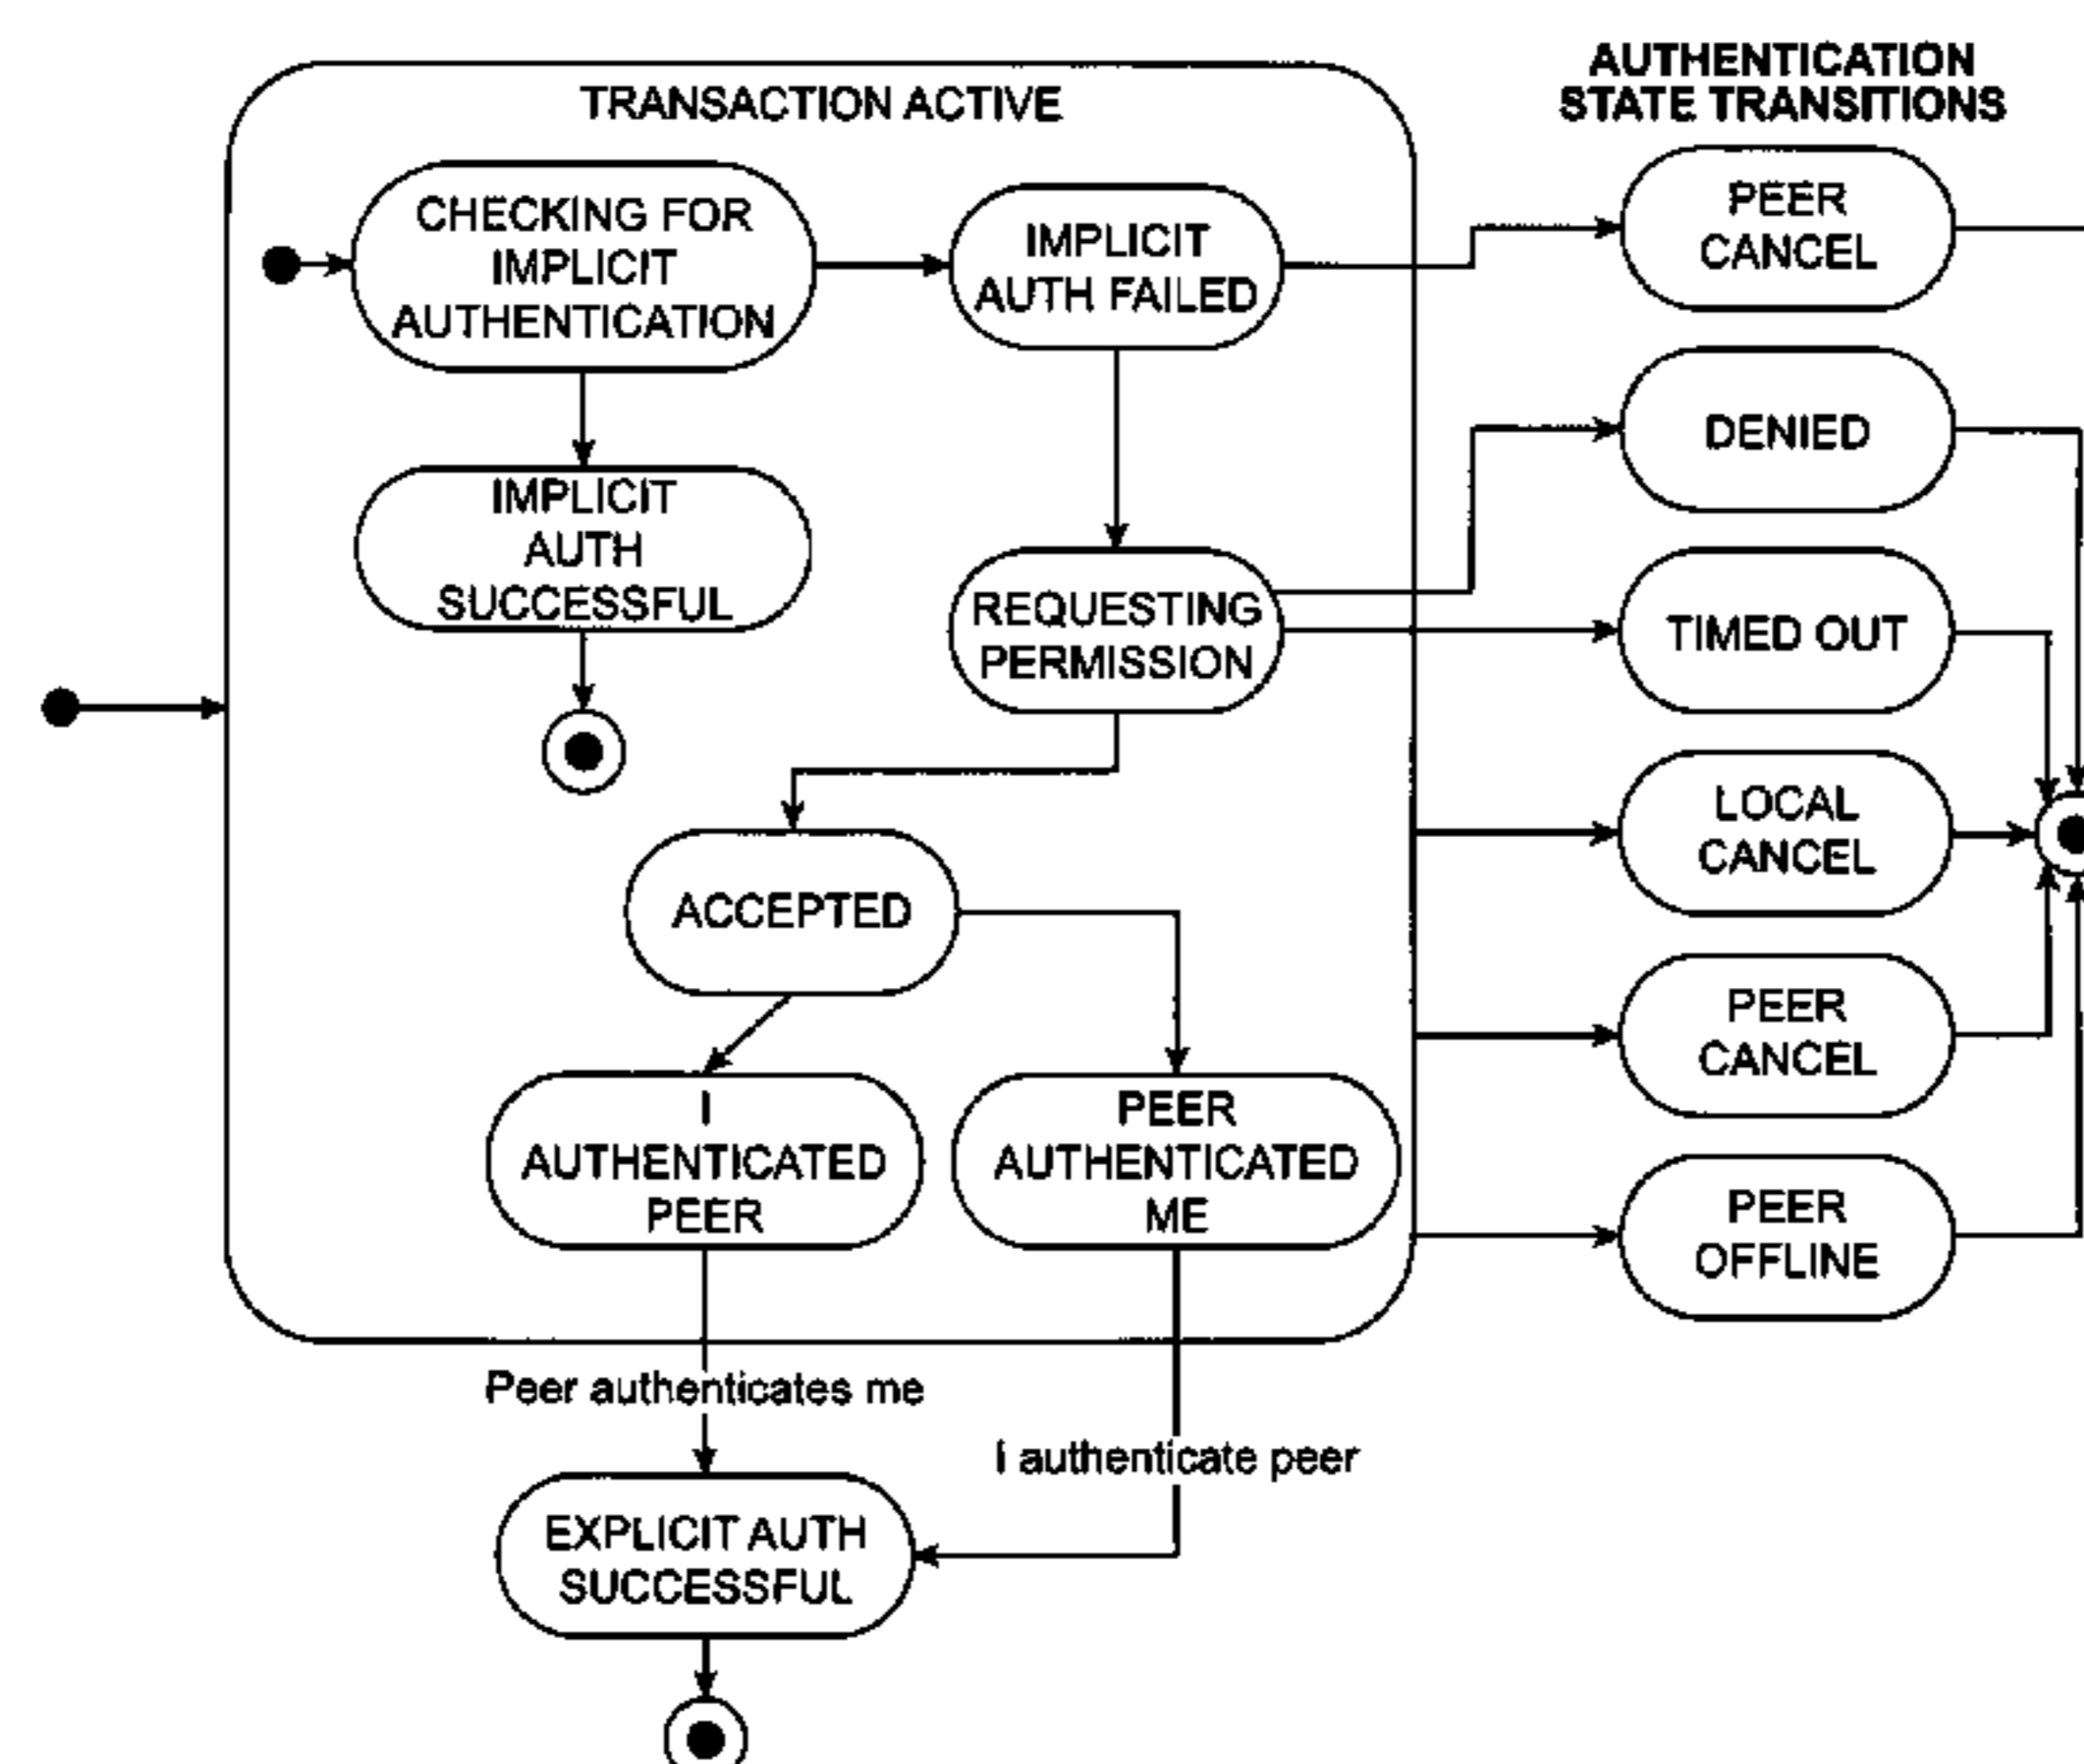 AUTHENTICATION
STATE TRANSITIONS
TRANSACTION ACTIVE
CHECKING FOR
IMPLICIT
AUTHENTICATION
IMPLICIT
AUTH FAILED
PEER
CANCEL
DENIED
IMPLICIT
AUTH
SUCCESSFUL
REQUESTING
PERMISSION
TIMED OUT
LOCAL
CANCEL
ACCEPTED
PEER
CANCEL
I
AUTHENTICATED
PEER
PEER
AUTHENTICATED
ME
PEER
OFFLINE
Peer authenticates me
I authenticate peer
EXPLICIT AUTH
SUCCESSFUL